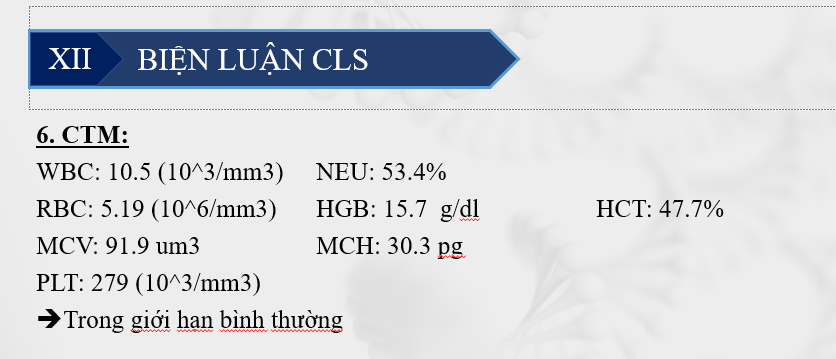 XII BIỆN LUẬN CLS
6. CTM:
WBC: 10.5 (10^3/mm3) NEU: 53.4%
RBC: 5.19 (10^6/mm3) HGB: 15.7 g/dl HCT: 47.7%
MCV: 91.9 um3 MCH: 30.3 pg
PLT: 279 (10^3/mm3)
➔Trong giới hạn bình thường